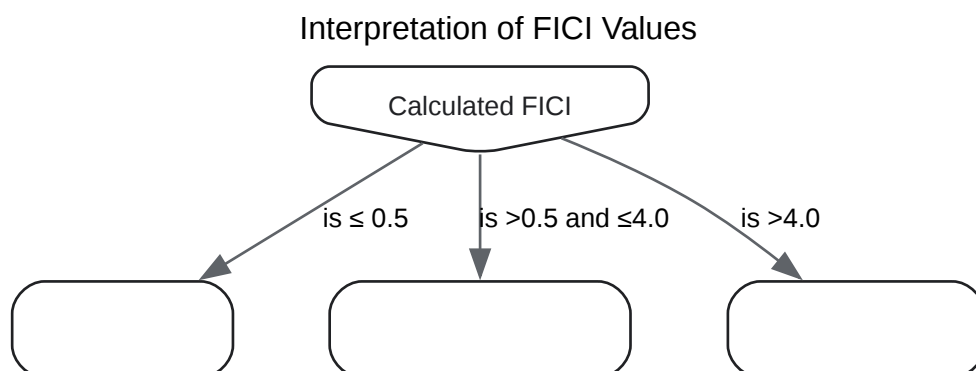 Interpretation of FICI Values
Calculated FICI
is ≤ 0.5
is >0.5 and ≤4.0
is >4.0